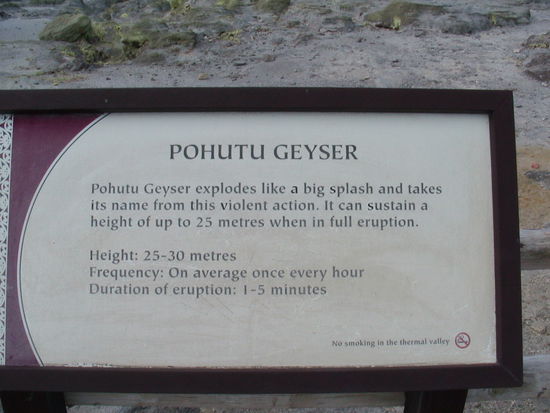 POHUTU GEYSER
Pohutu Geyser explodes like a big splash and takes
its name from this violent action. It can sustain a
height of up to 25 metres when in full eruption.
Height: 25-30 metres
Frequency: On average once every hour
Duration of eruption: 1-5 minutes
No smoking in the thermal valley